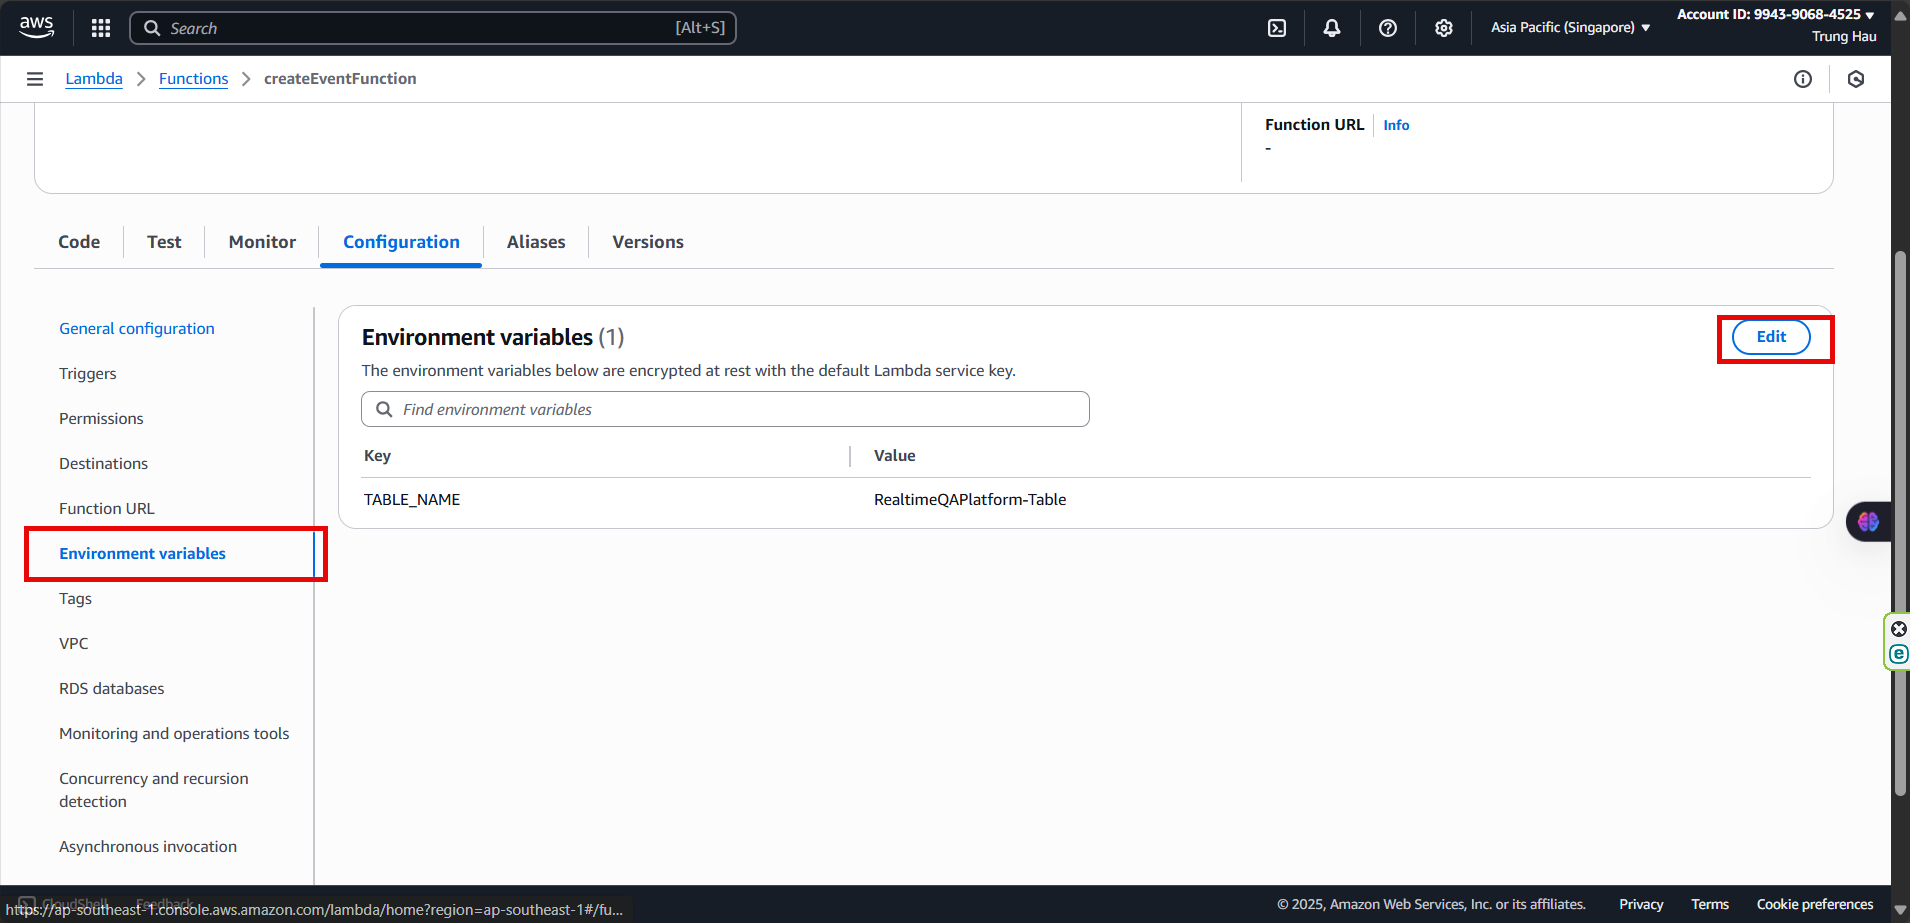 aws
Search
[Alt+S]
Asia Pacific (Singapore)
Account ID: 9943-9068-4525
Trung Hau
Lambda
Functions
createEventFunction
Function URL
Info
-
Code
Test
Monitor
Configuration
Aliases
Versions
General configuration
Triggers
Permissions
Destinations
Function URL
Environment variables
Tags
VPC
RDS databases
Monitoring and operations tools
Concurrency and recursion
detection
Asynchronous invocation
Environment variables (1)
Edit
The environment variables below are encrypted at rest with the default Lambda service key.
Find environment variables
Key
Value
TABLE_NAME
RealtimeQAPlatform-Table
CloudShell
Feedback
https://ap-southeast-1.console.aws.amazon.com/lambda/home?region=ap-southeast-1#/fu...
© 2025, Amazon Web Services, Inc. or its affiliates.
Privacy
Terms
Cookie preferences